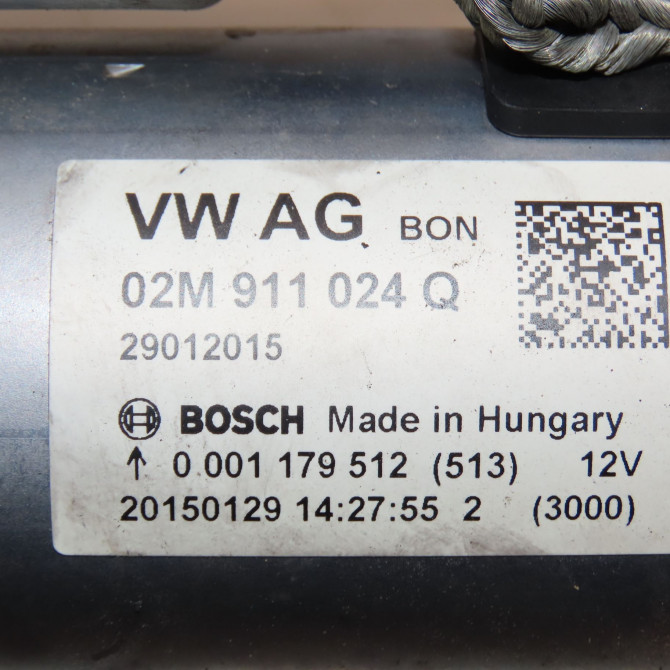 VW AG BON
02M 911 024 Q
29012015
BOSCH Made in Hungary
↑ 0 001 179 512 (513) 12V
20150129 14:27:55 2 (3000)